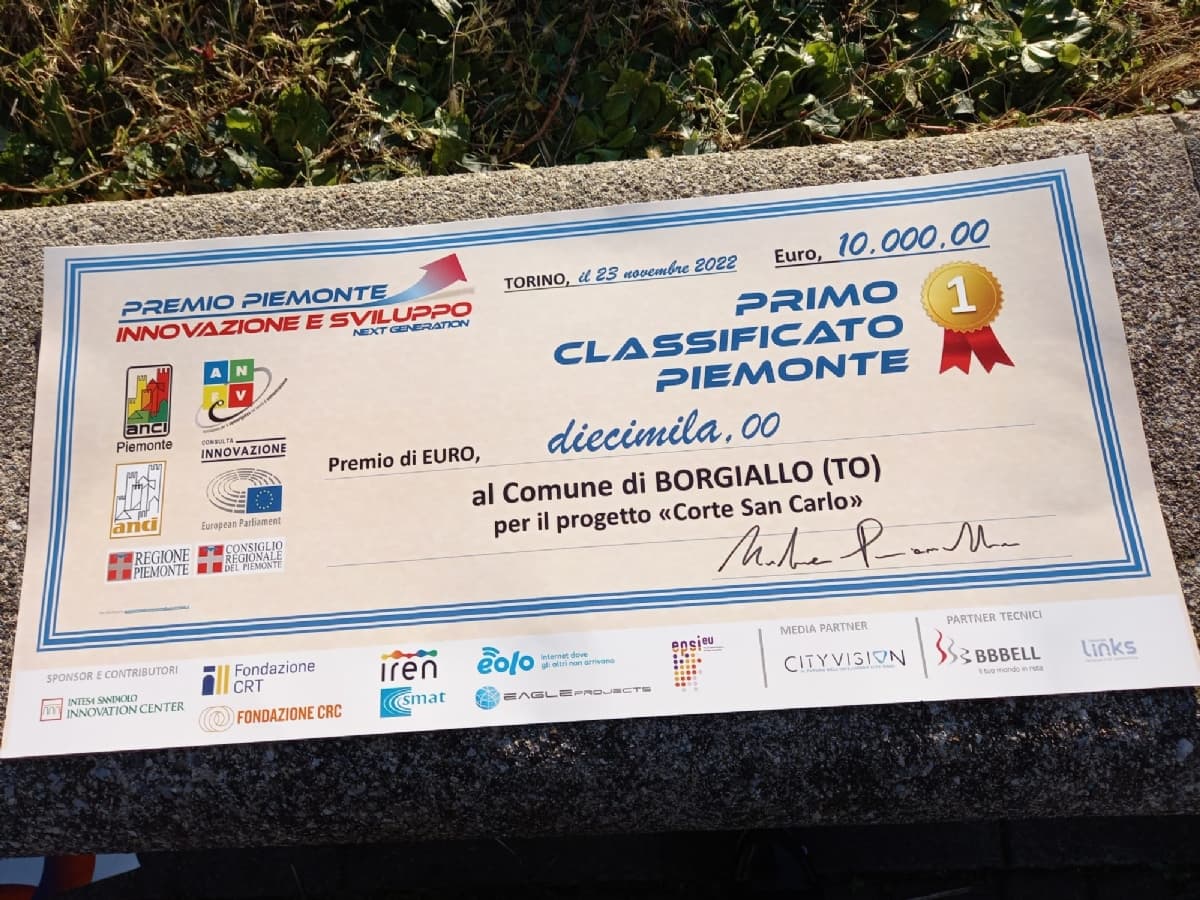 PREMIO PIEMONTE
INNOVAZIONE E SVILUPPO
NEXT GENERATION
TORINO, il 23 novembre 2022
Euro, 10.000,00
PRIMO
CLASSIFICATO
PIEMONTE
1
anci
Piemonte
A N
V
CONSULTA
INNOVAZIONE
anci
European Parliament
REGIONE
PIEMONTE
CONSIGLIO
REGIONALE
DEL PIEMONTE
Premio di EURO, diecimila,00
al Comune di BORGIALLO (TO)
per il progetto «Corte San Carlo»
SPONSOR E CONTRIBUTORI
INTESA SANPAOLO
INNOVATION CENTER
Fondazione
CRT
FONDAZIONE CRC
iren
smat
eolo
internet dove
gli altri non arrivano
EAGLEPROJECTS
epsieu
MEDIA PARTNER
CITYVISION
PARTNER TECNICI
BBBELL
il tuo mondo in rete
links